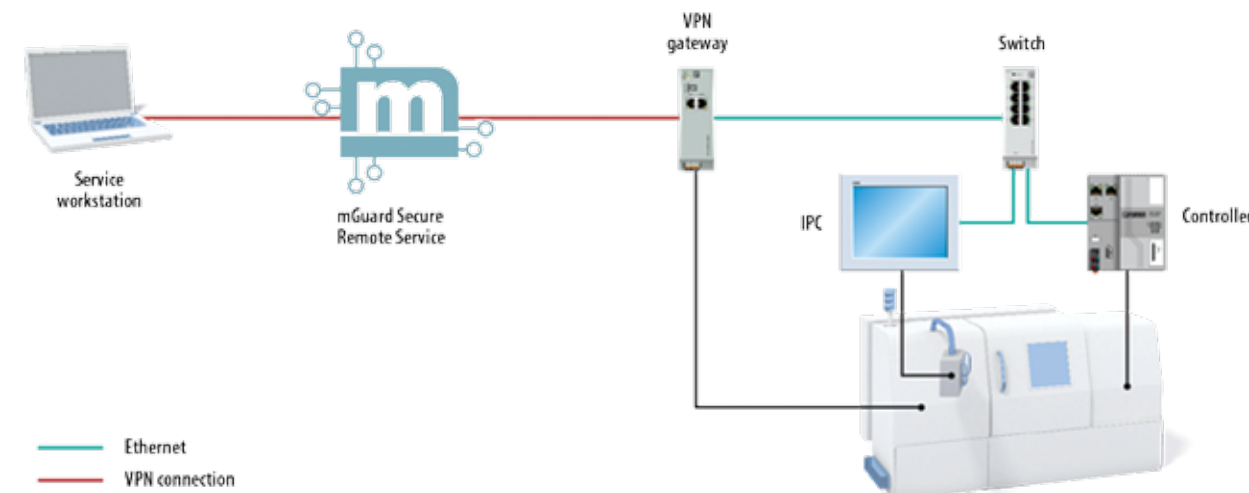 VPN
gateway
Switch
Service
workstation
mGuard Secure
Remote Service
IPC
Controller
Ethernet
VPN connection